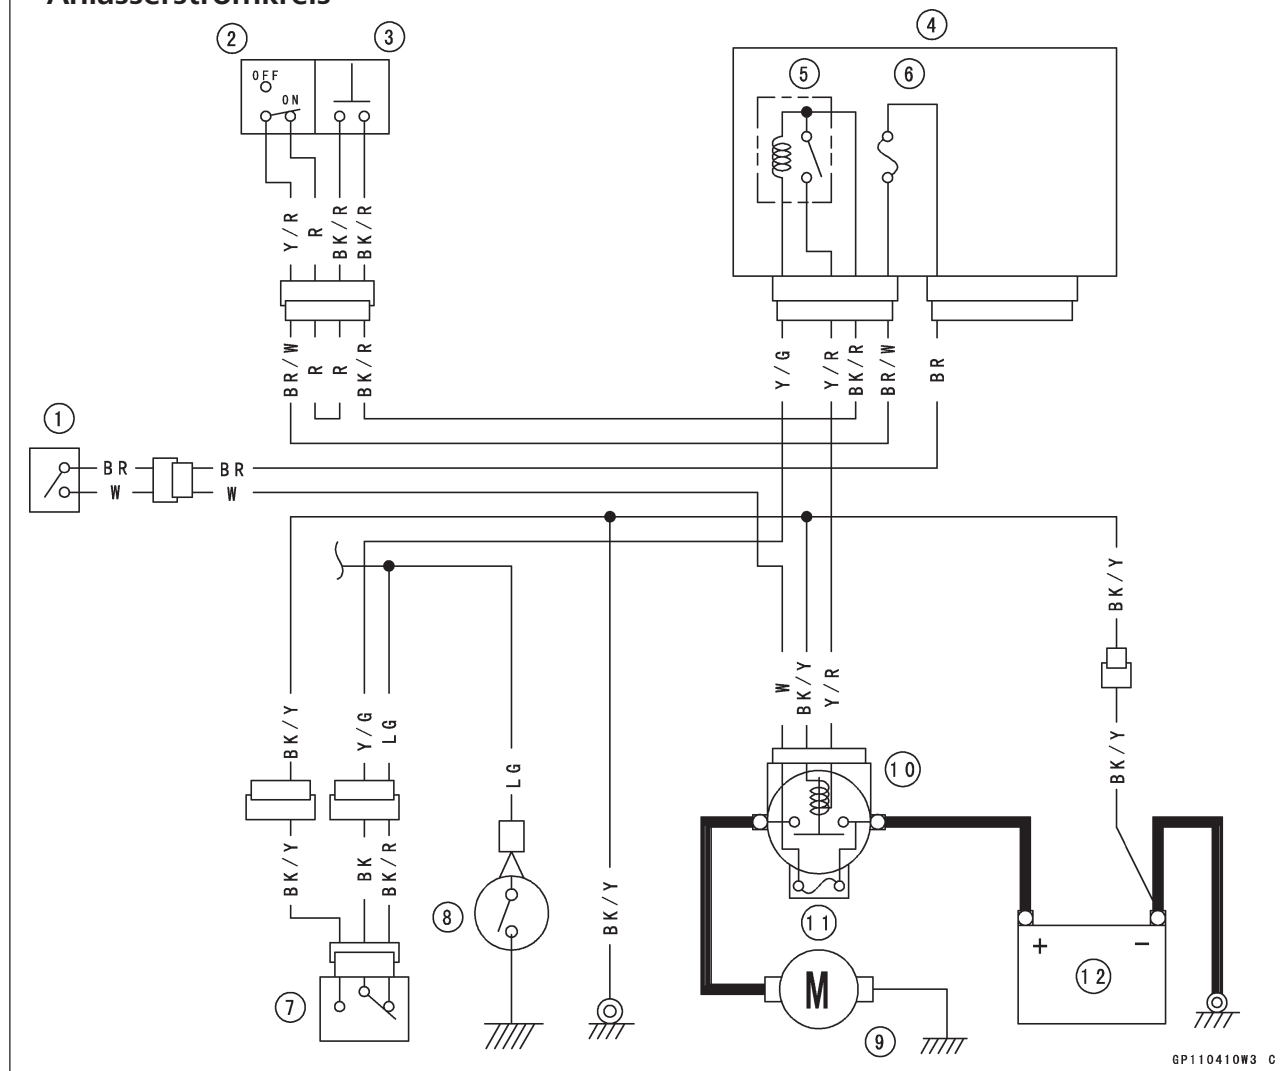 Anlasserstromkreis
2
3
4
OFF
ON
5
6
Y/R
R
BK/R
BK/R
BR/W
R
R
BK/R
Y/G
Y/R
BK/R
BR/W
BR
1
BR
BR
W
W
BK/Y
W
BK/Y
Y/R
BK/Y
Y/G
LG
LG
BK/Y
10
BK/Y
BK
BK/R
BK/Y
8
11
+
-
12
7
M
9
GP110410W3 C